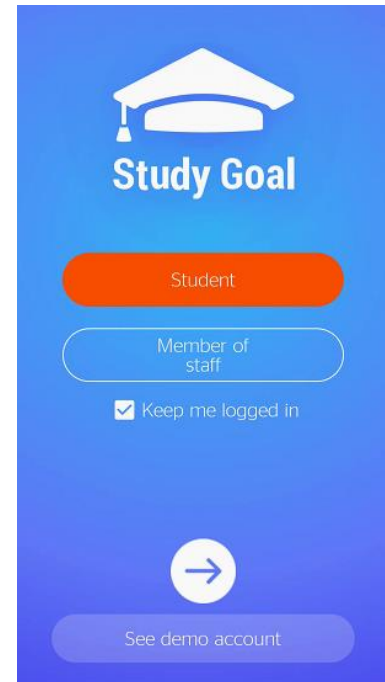 Study Goal
Student
Member of
staff
Keep me logged in
See demo account